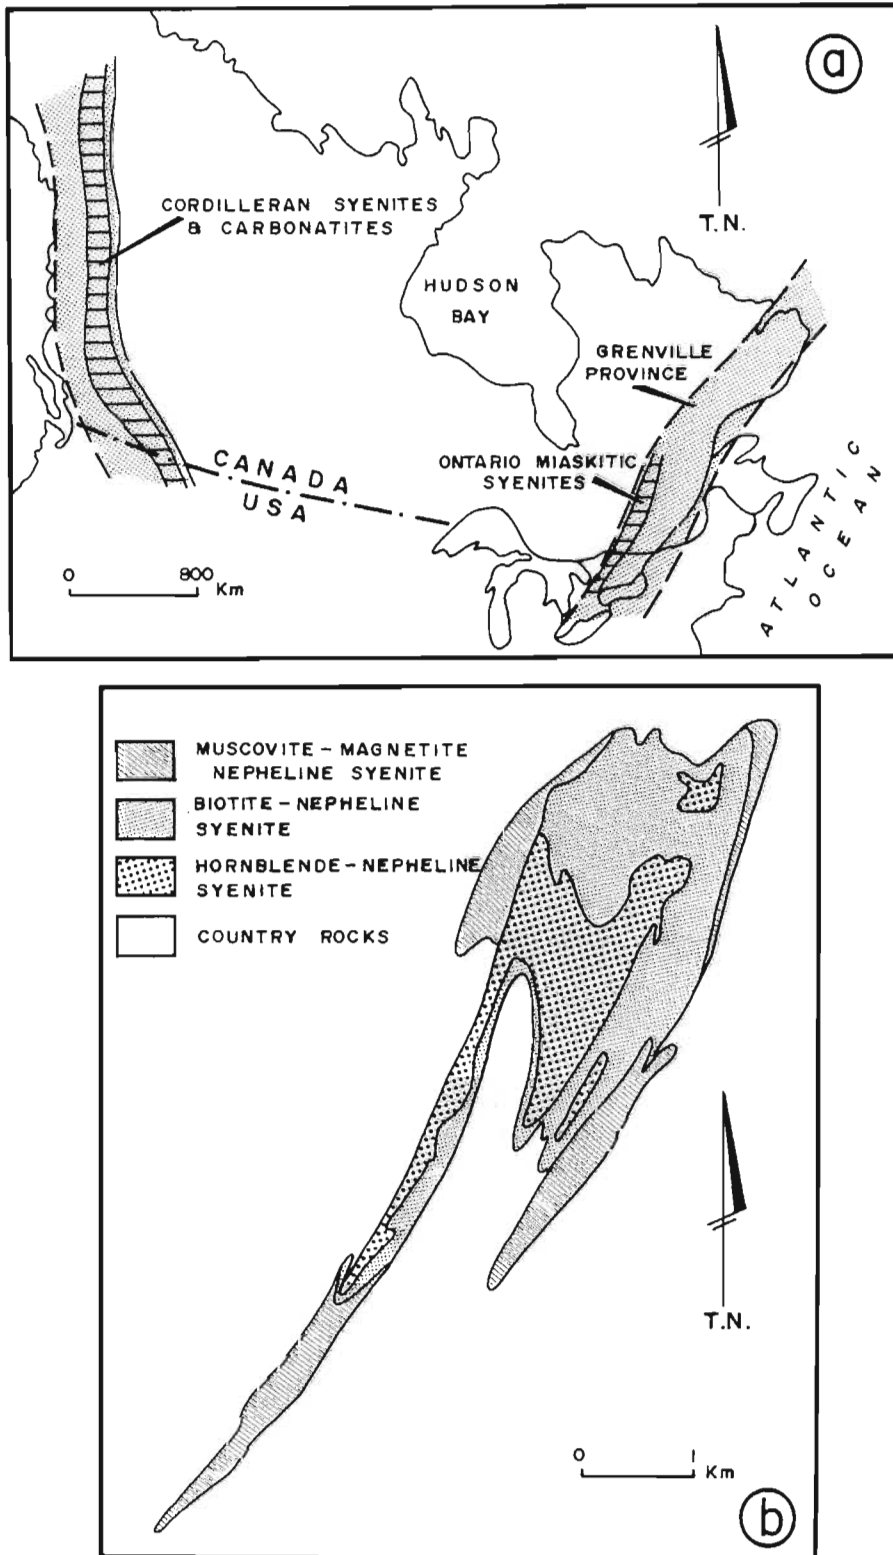 a
T.N.
CORDILLERAN SYENITES
& CARBONATITES
HUDSON
BAY
GRENVILLE
PROVINCE
ONTARIO MIASKITIC
SYENITES
CANADA
USA
ATLANTIC
OCEAN
0 800
Km
MUSCOVITE - MAGNETITE
NEPHELINE SYENITE
BIOTITE - NEPHELINE
SYENITE
HORNBLENDE - NEPHELINE
SYENITE
COUNTRY ROCKS
T.N.
0 1
Km
b